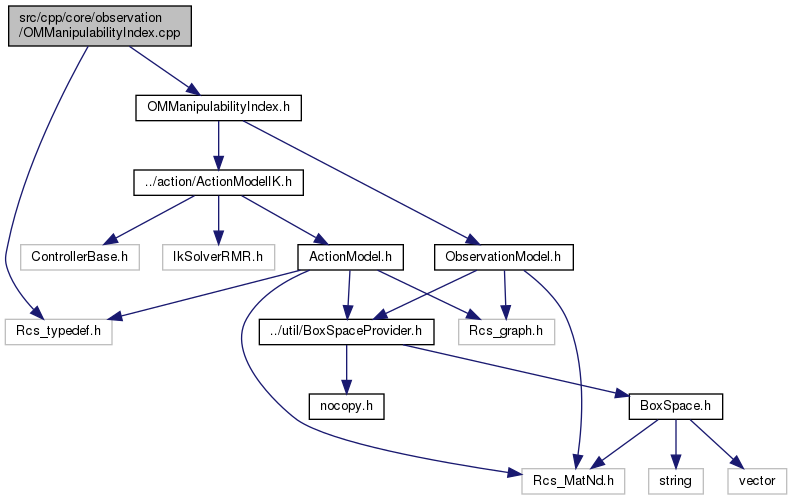 src/cpp/core/observation
/OMManipulabilityIndex.cpp
OMManipulabilityIndex.h
../action/ActionModelIK.h
ControllerBase.h
IkSolverRMR.h
ActionModel.h
ObservationModel.h
Rcs_typedef.h
../util/BoxSpaceProvider.h
Rcs_graph.h
nocopy.h
BoxSpace.h
Rcs_MatNd.h
string
vector